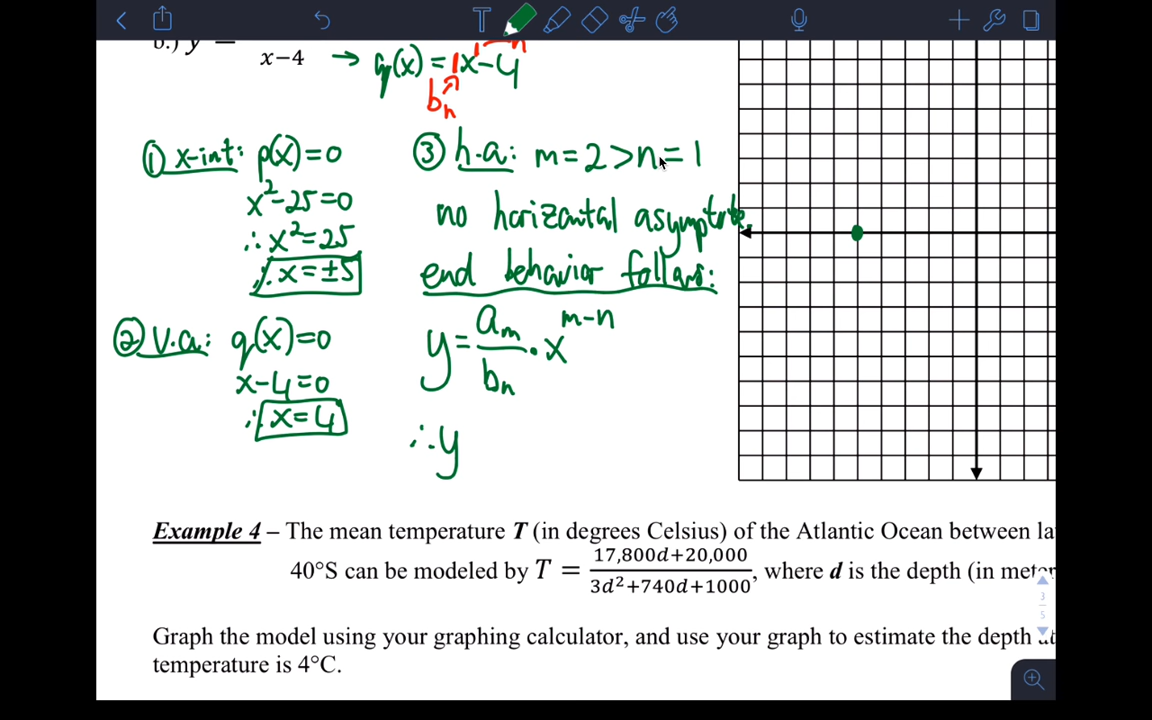 b.) y =
x−4 → q(x) = 1x¹−4
bn
① x-int: p(x)=0
x²−25=0
∴ x²=25
∴ x=±5
② v.a: q(x)=0
x−4=0
∴ x=4
③ h.a: m=2>n=1
no horizontal asymptote.
end behavior follows:
y= am/bn · x^m−n
∴ y
Example 4 – The mean temperature T (in degrees Celsius) of the Atlantic Ocean between la
40°S can be modeled by T = 17,800d+20,000/3d²+740d+1000, where d is the depth (in meter
Graph the model using your graphing calculator, and use your graph to estimate the depth at
temperature is 4°C.
3
5